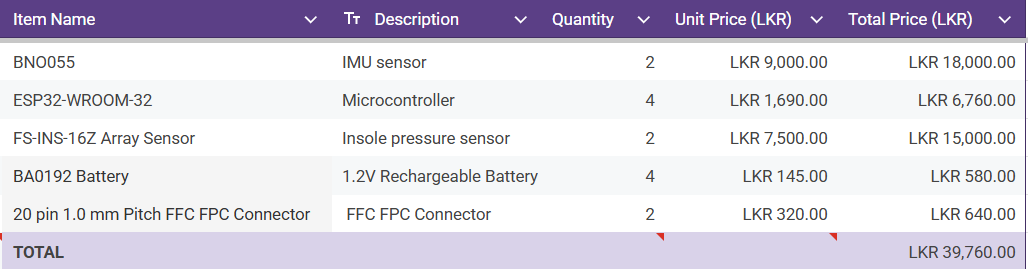 Item Name Tт Description Quantity Unit Price (LKR) Total Price (LKR)
BNO055 IMU sensor 2 LKR 9,000.00 LKR 18,000.00
ESP32-WROOM-32 Microcontroller 4 LKR 1,690.00 LKR 6,760.00
FS-INS-16Z Array Sensor Insole pressure sensor 2 LKR 7,500.00 LKR 15,000.00
BA0192 Battery 1.2V Rechargeable Battery 4 LKR 145.00 LKR 580.00
20 pin 1.0 mm Pitch FFC FPC Connector FFC FPC Connector 2 LKR 320.00 LKR 640.00
TOTAL LKR 39,760.00